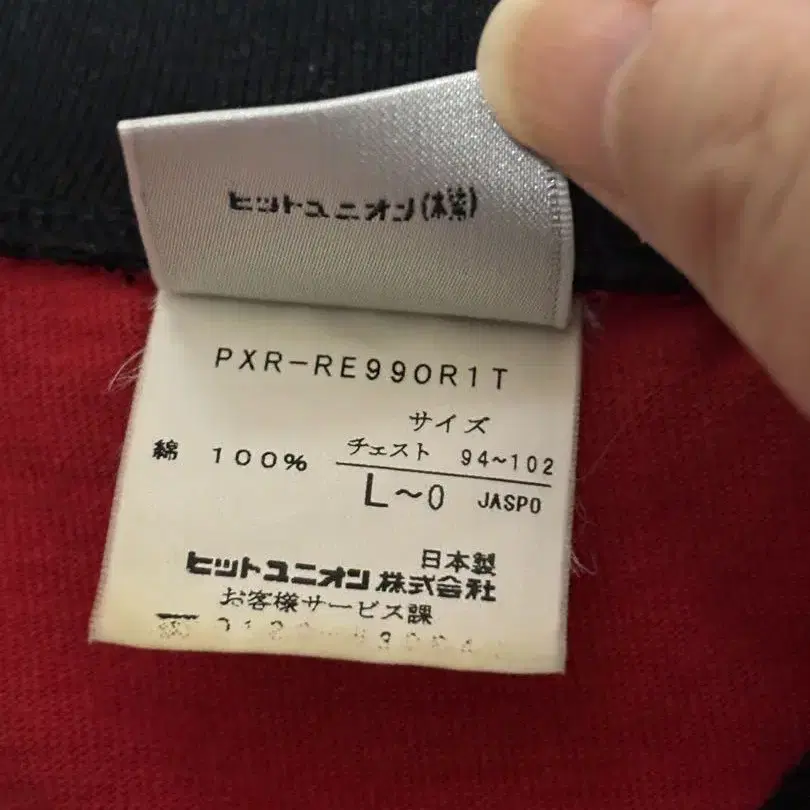 ヒットユニオン(本業)
PXR-RE990R1T
サイズ
綿 100%
チェスト 94~102
L~O JASPO
日本製
ヒットユニオン株式会社
お客様サービス課